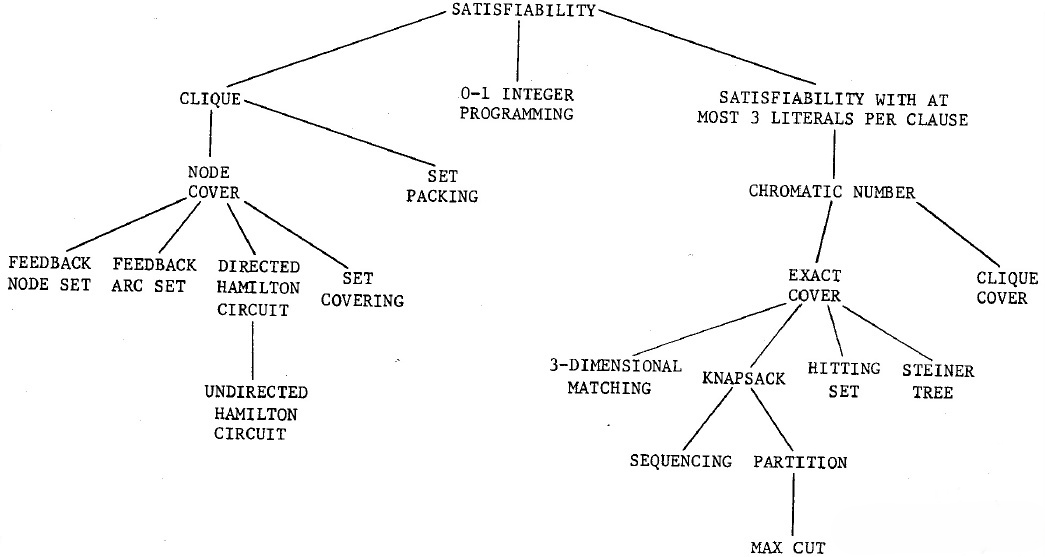 SATISFIABILITY
CLIQUE
0-1 INTEGER
PROGRAMMING
SATISFIABILITY WITH AT
MOST 3 LITERALS PER CLAUSE
NODE
COVER
SET
PACKING
CHROMATIC NUMBER
FEEDBACK
NODE SET
FEEDBACK
ARC SET
DIRECTED
HAMILTON
CIRCUIT
SET
COVERING
EXACT
COVER
CLIQUE
COVER
3-DIMENSIONAL
MATCHING
KNAPSACK
HITTING
SET
STEINER
TREE
UNDIRECTED
HAMILTON
CIRCUIT
SEQUENCING
PARTITION
MAX CUT